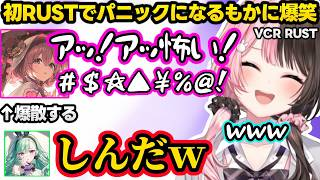 初RUSTでパニックになるもかに爆笑
VCR RUST
アッ！アッ怖い！
#$☆▲¥%@!
↑爆散する
www
しんだw